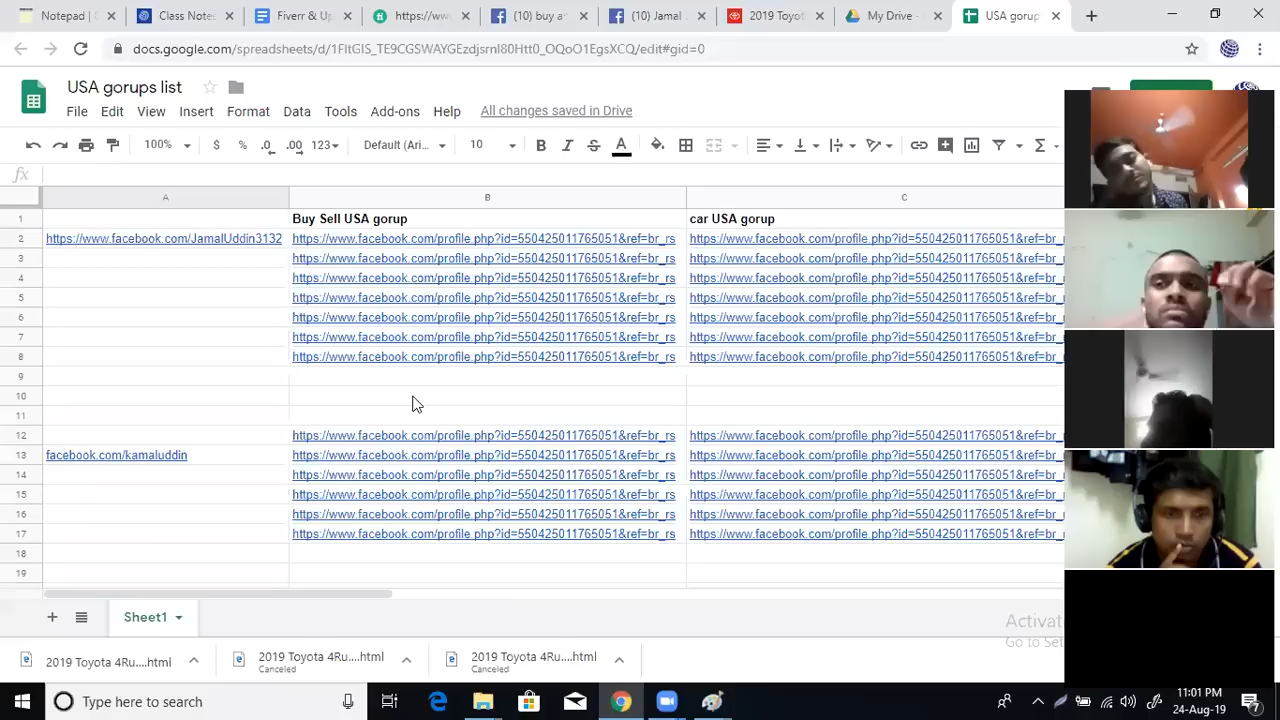 Untitled Notepad (
Class Notes
Fiverr & U
https://ww
(10) buy a
(10) Jamal
2019 Toyot
My Drive -
USA gorup
docs.google.com/spreadsheets/d/
/edit#gid=0
USA gorups list
File Edit View Insert Format Data Tools Add-ons Help All changes saved in Drive
100% $ % .0 .00 123 Default (Ari... 10 B I S A Σ
fx
A B C
1 Buy Sell USA gorup car USA gorup
2 https://www.facebook.com/JamalUddin3132 https://www.facebook.com/profile.php?id=550425011765051&ref=br_rs https://www.facebook.com/profile.php?id=550425011765051&ref=br_
3 https://www.facebook.com/profile.php?id=550425011765051&ref=br_rs https://www.facebook.com/profile.php?id=550425011765051&ref=br_
4 https://www.facebook.com/profile.php?id=550425011765051&ref=br_rs https://www.facebook.com/profile.php?id=550425011765051&ref=br_
5 https://www.facebook.com/profile.php?id=550425011765051&ref=br_rs https://www.facebook.com/profile.php?id=550425011765051&ref=br_
6 https://www.facebook.com/profile.php?id=550425011765051&ref=br_rs https://www.facebook.com/profile.php?id=550425011765051&ref=br_
7 https://www.facebook.com/profile.php?id=550425011765051&ref=br_rs https://www.facebook.com/profile.php?id=550425011765051&ref=br_
8 https://www.facebook.com/profile.php?id=550425011765051&ref=br_rs https://www.facebook.com/profile.php?id=550425011765051&ref=br_
9
10
11
12 https://www.facebook.com/profile.php?id=550425011765051&ref=br_rs https://www.facebook.com/profile.php?id=550425011765051&ref=br_
13 facebook.com/kamaluddin https://www.facebook.com/profile.php?id=550425011765051&ref=br_rs https://www.facebook.com/profile.php?id=550425011765051&ref=br_
14 https://www.facebook.com/profile.php?id=550425011765051&ref=br_rs https://www.facebook.com/profile.php?id=550425011765051&ref=br_
15 https://www.facebook.com/profile.php?id=550425011765051&ref=br_rs https://www.facebook.com/profile.php?id=550425011765051&ref=br_
16 https://www.facebook.com/profile.php?id=550425011765051&ref=br_rs https://www.facebook.com/profile.php?id=550425011765051&ref=br_
17 https://www.facebook.com/profile.php?id=550425011765051&ref=br_rs https://www.facebook.com/profile.php?id=550425011765051&ref=br_
18
19
Sheet1
Activat
Go to Set
2019 Toyota 4Ru....html
2019 Toyota 4Ru....html
Canceled
2019 Toyota 4Ru....html
Canceled
Type here to search
11:01 PM
24-Aug-19
7